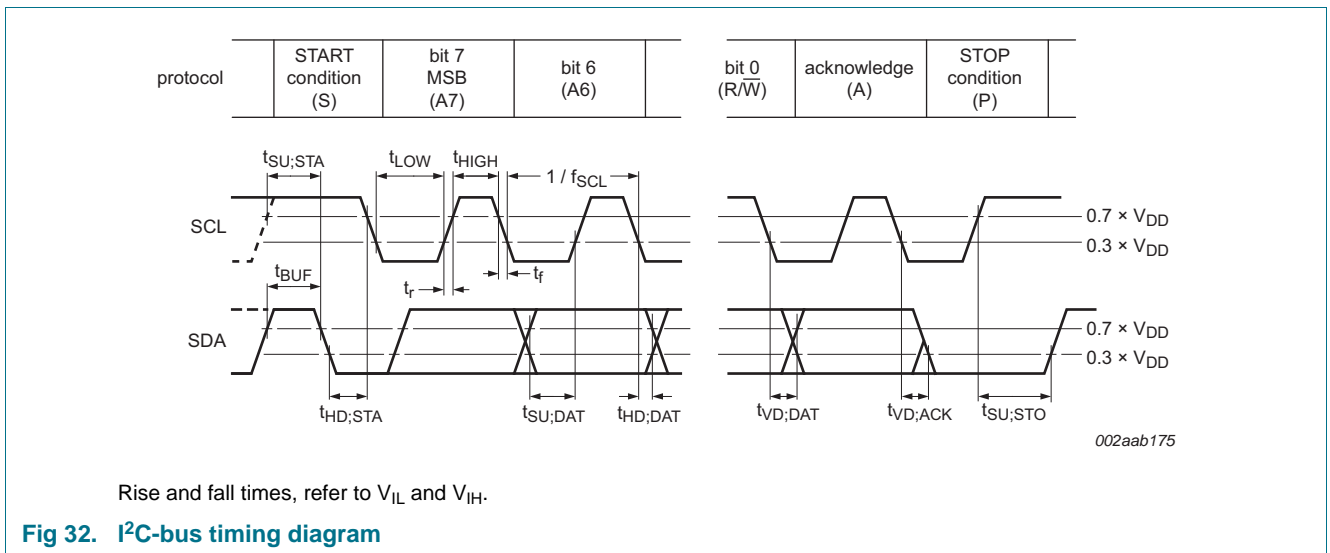 protocol
START
condition
(S)
bit 7
MSB
(A7)
bit 6
(A6)
bit 0
(R/W̅)
acknowledge
(A)
STOP
condition
(P)
tSU;STA
tLOW
tHIGH
1 / fSCL
SCL
0.7 × VDD
0.3 × VDD
tBUF
tr
tf
SDA
0.7 × VDD
0.3 × VDD
tHD;STA
tSU;DAT
tHD;DAT
tVD;DAT
tVD;ACK
tSU;STO
002aab175
Rise and fall times, refer to VIL and VIH.
Fig 32. I²C-bus timing diagram